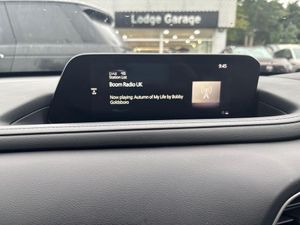 Lodge Garage
DAB
9:45
Station List
Boom Radio UK
Now playing: Autumn of My Life by Bobby
Goldsboro